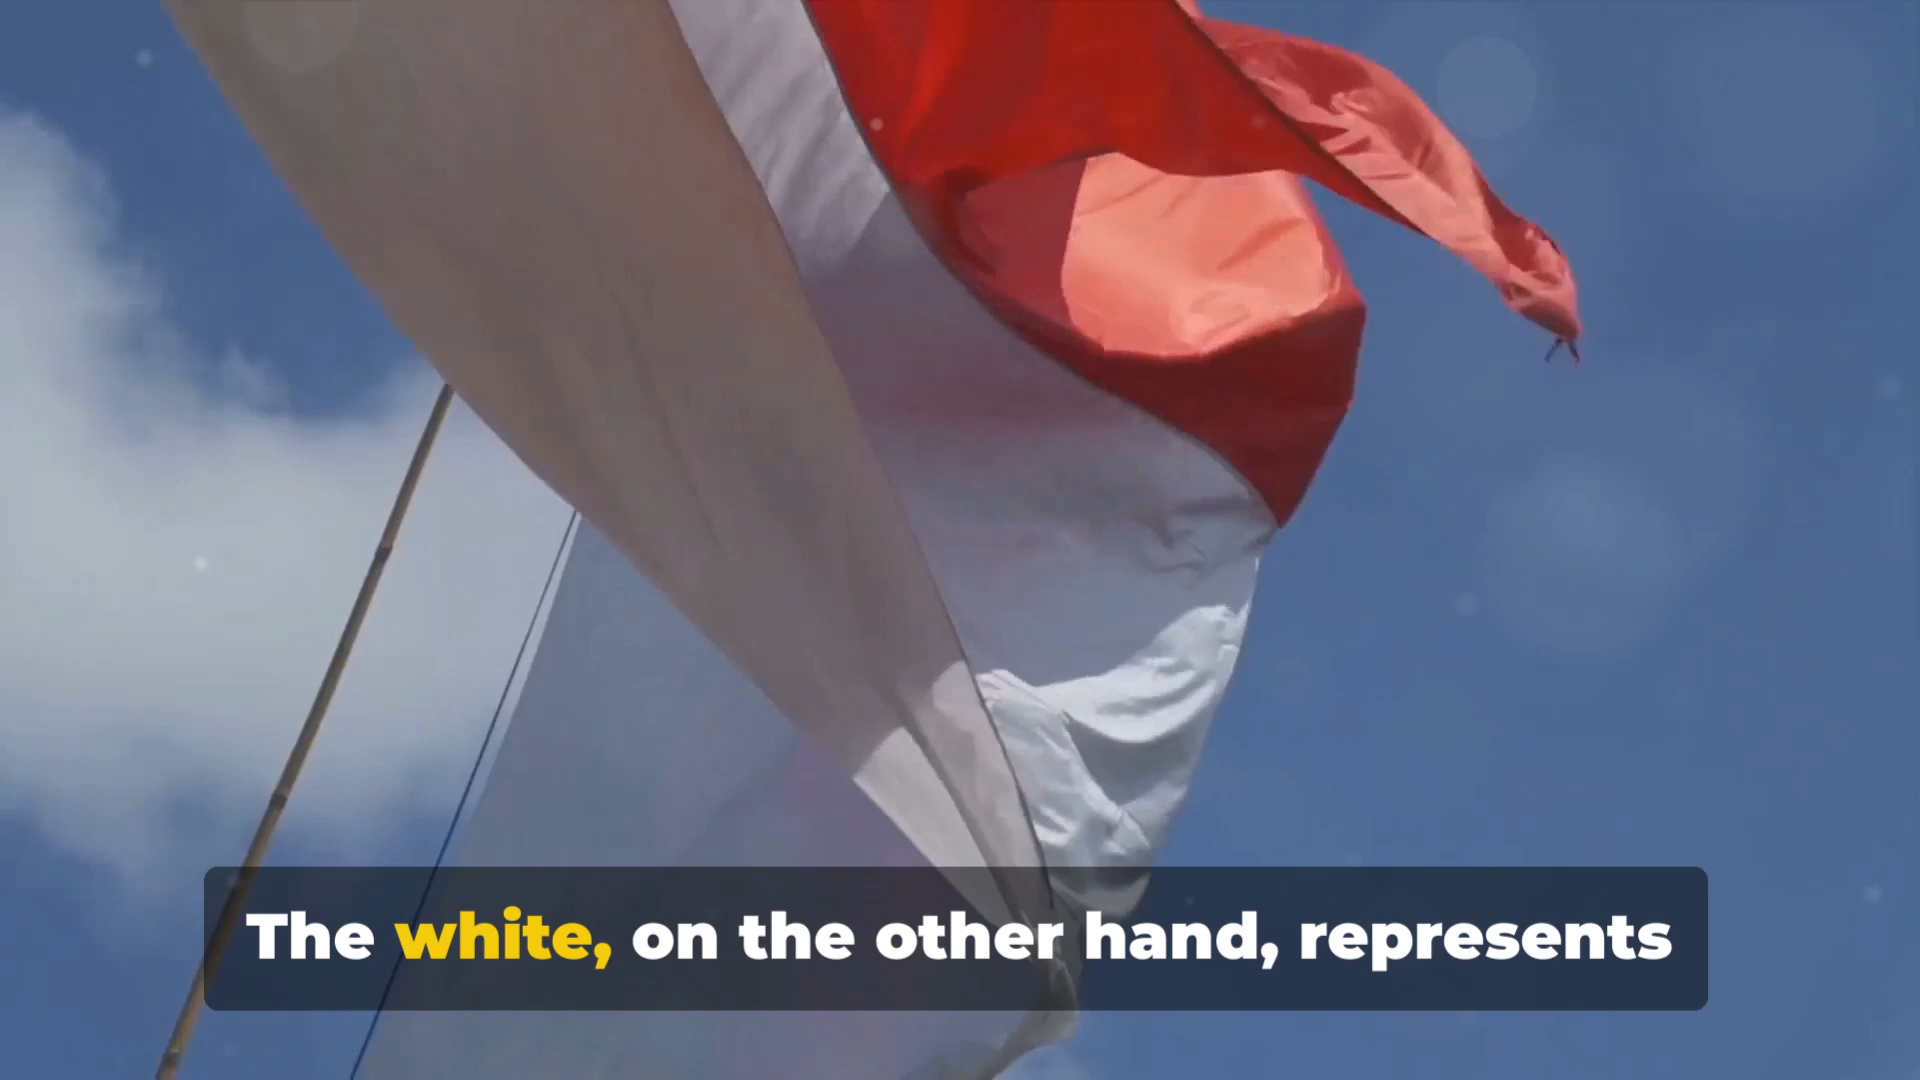 The white, on the other hand, represents